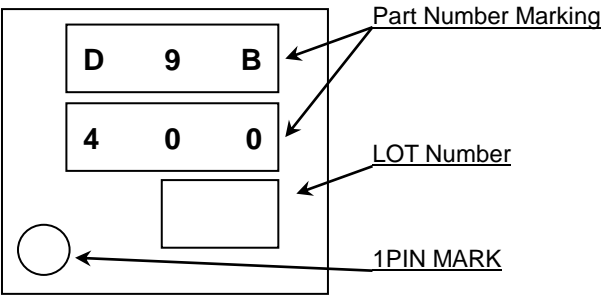 Part Number Marking
D 9 B
4 0 0
LOT Number
1PIN MARK